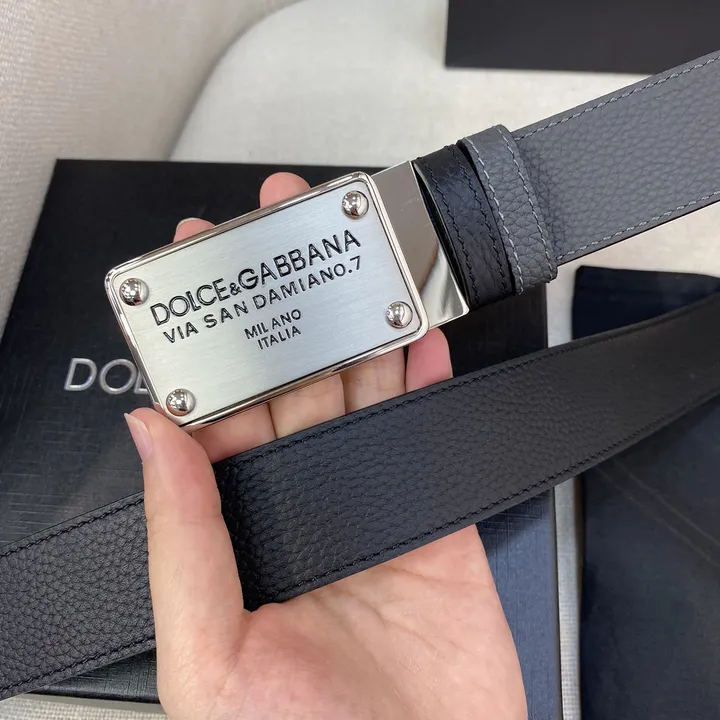 DOLCE&GABBANA
VIA SAN DAMIANO.7
MILANO
ITALIA
DOL